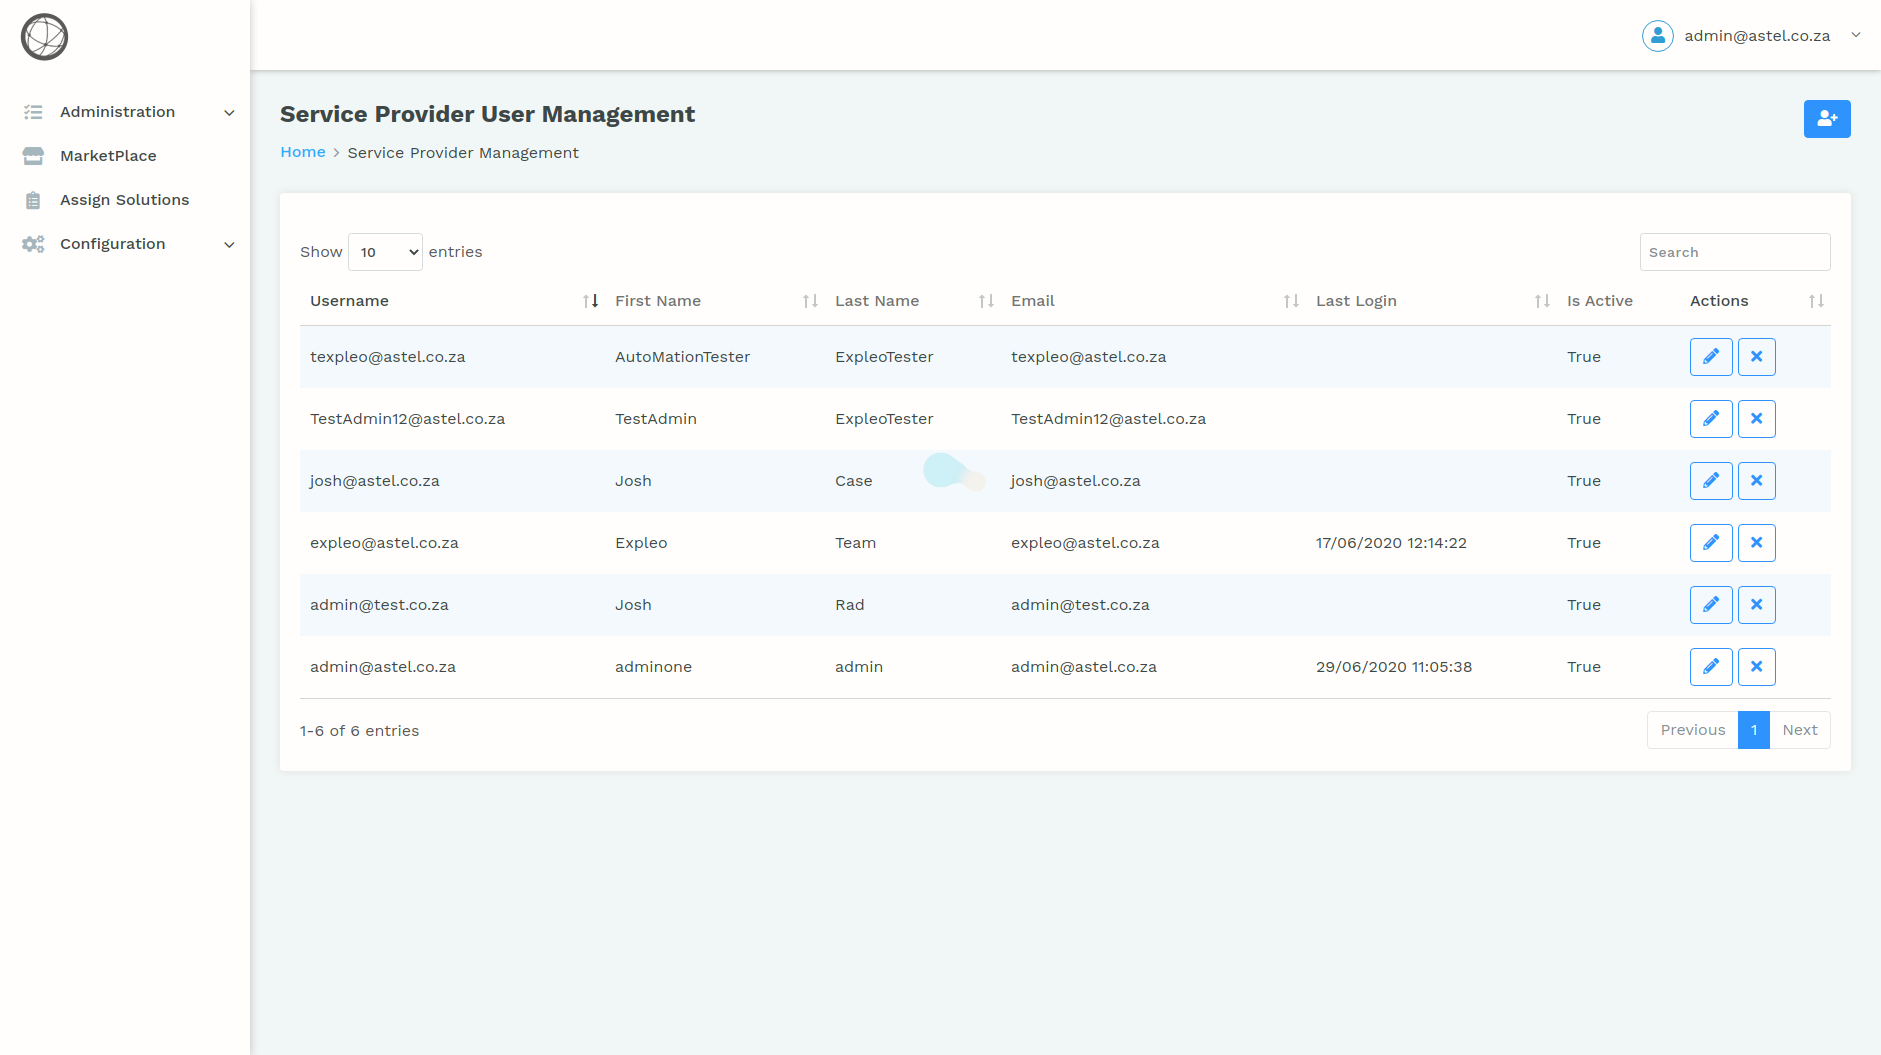 admin@astel.co.za
Administration
MarketPlace
Assign Solutions
Configuration
Service Provider User Management
Home > Service Provider Management
Show 10 entries
Search
Username First Name Last Name Email Last Login Is Active Actions
texpleo@astel.co.za AutoMationTester ExpleoTester texpleo@astel.co.za True
TestAdmin12@astel.co.za TestAdmin ExpleoTester TestAdmin12@astel.co.za True
josh@astel.co.za Josh Case josh@astel.co.za True
expleo@astel.co.za Expleo Team expleo@astel.co.za 17/06/2020 12:14:22 True
admin@test.co.za Josh Rad admin@test.co.za True
admin@astel.co.za adminone admin admin@astel.co.za 29/06/2020 11:05:38 True
1-6 of 6 entries
Previous 1 Next